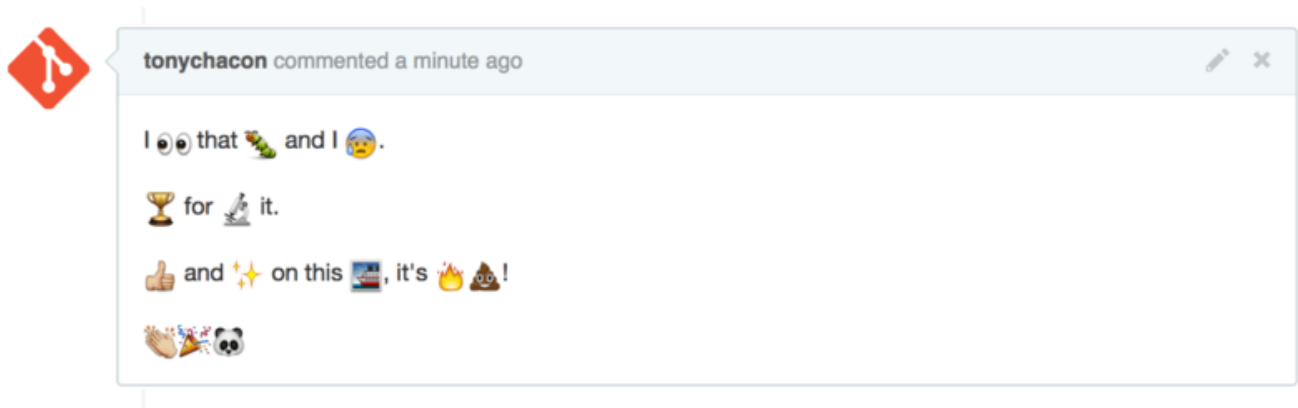 tonychacon commented a minute ago
I 👀 that 🐛 and I 😰.
🏆 for 🔬 it.
👍 and ✨ on this 🚢, it's 🔥💩!
👏🎉🐼